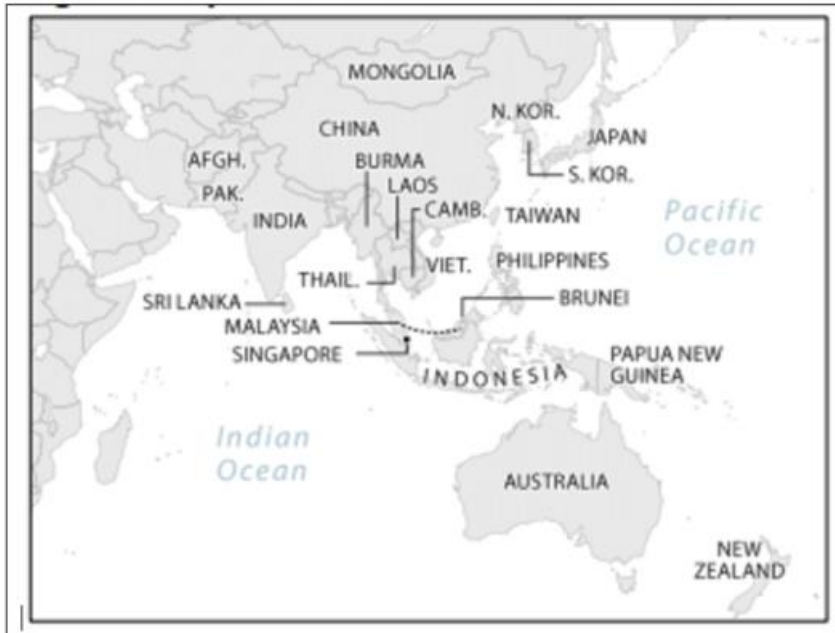 MONGOLIA
N. KOR.
CHINA
JAPAN
AFGH.
BURMA
S. KOR.
LAOS
PAK.
CAMB.
TAIWAN
INDIA
Pacific
Ocean
VIET.
PHILIPPINES
THAIL.
SRI LANKA
BRUNEI
MALAYSIA
SINGAPORE
PAPUA NEW
GUINEA
INDONESIA
Indian
Ocean
AUSTRALIA
NEW
ZEALAND